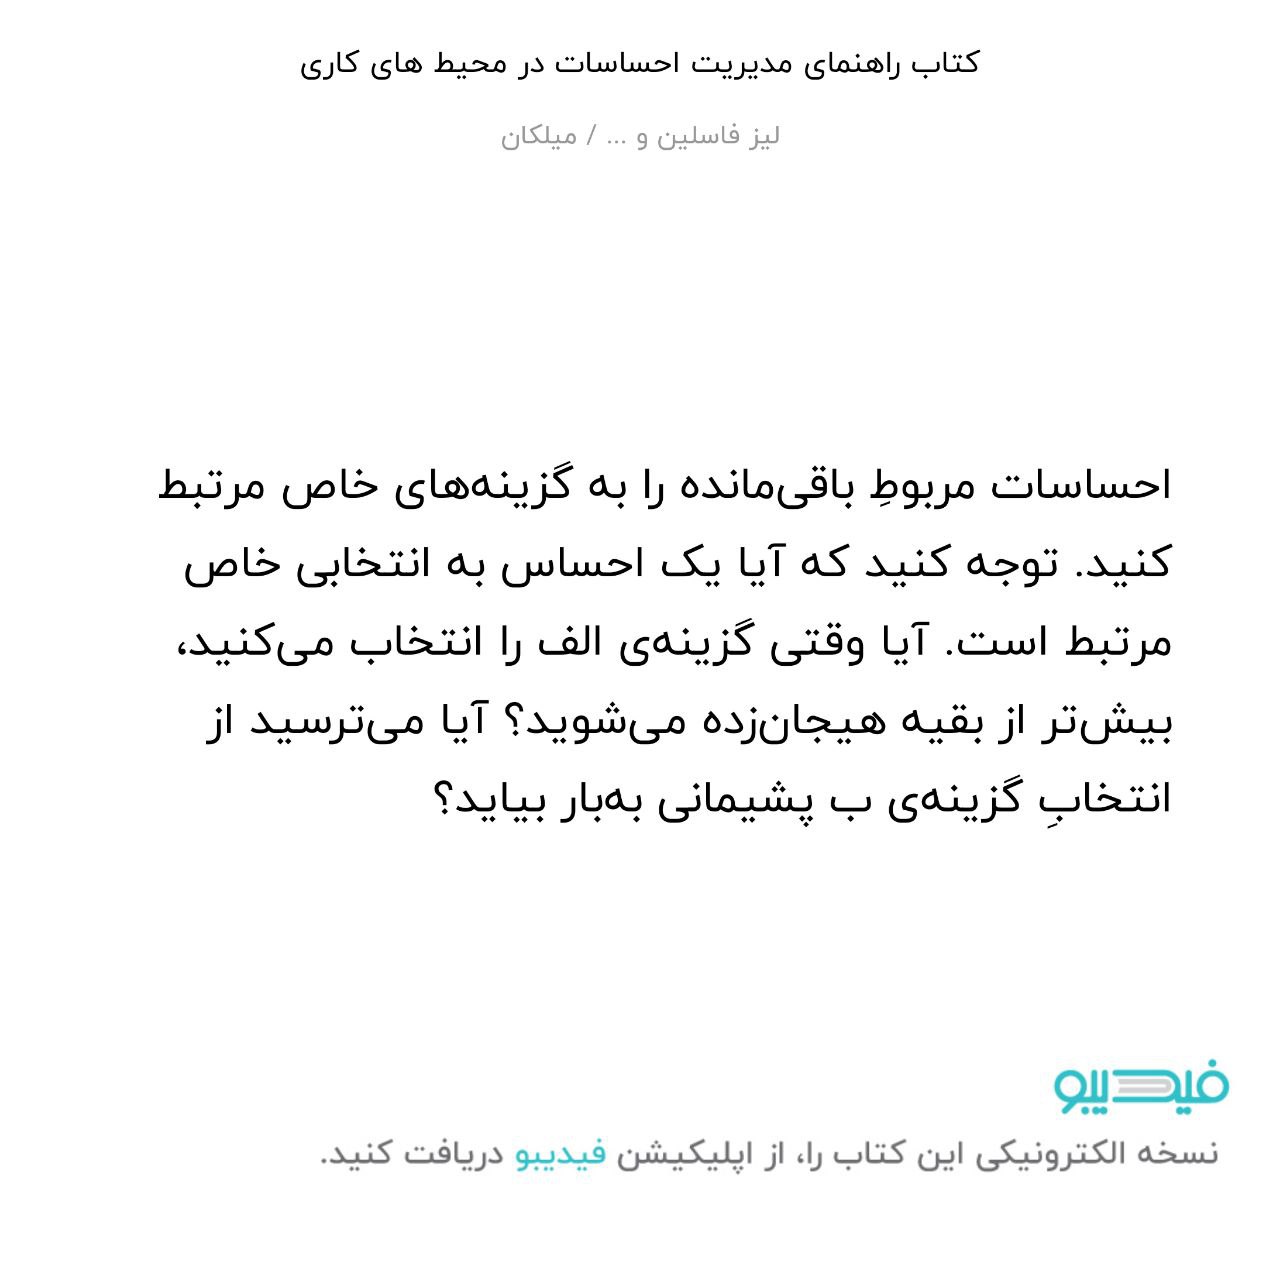 کتاب راهنمای مدیریت احساسات در محیط های کاری
لیز فاسلین و ... / میلکان
احساسات مربوطِ باقی‌مانده را به گزینه‌های خاص مرتبط
کنید. توجه کنید که آیا یک احساس به انتخابی خاص
مرتبط است. آیا وقتی گزینه‌ی الف را انتخاب می‌کنید،
بیش‌تر از بقیه هیجان‌زده می‌شوید؟ آیا می‌ترسید از
انتخابِ گزینه‌ی ب پشیمانی به‌بار بیاید؟
فیدیبو
نسخه الکترونیکی این کتاب را، از اپلیکیشن فیدیبو دریافت کنید.